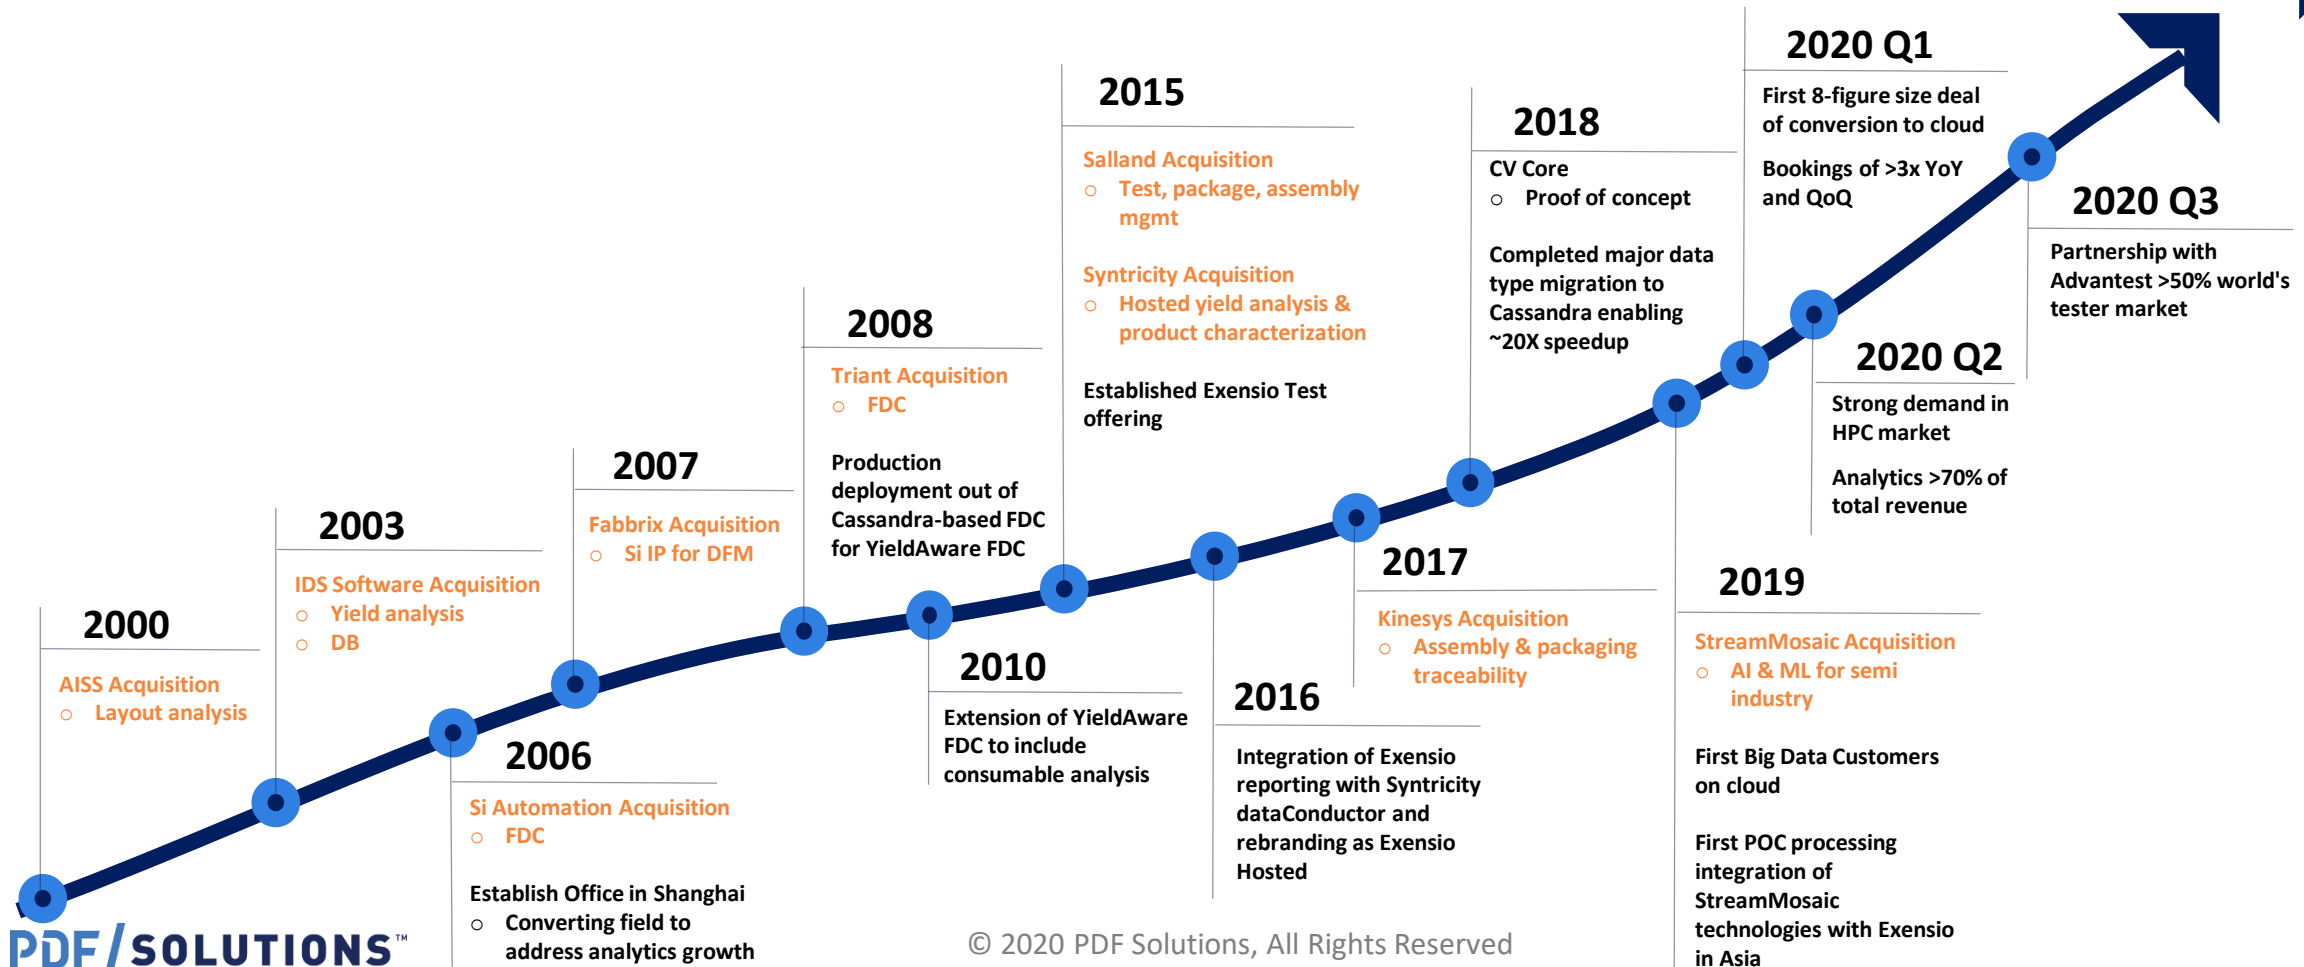 2000
AISS Acquisition
○ Layout analysis
2003
IDS Software Acquisition
○ Yield analysis
○ DB
2006
Si Automation Acquisition
○ FDC
Establish Office in Shanghai
○ Converting field to
address analytics growth
2007
Fabbrix Acquisition
○ Si IP for DFM
2008
Triant Acquisition
○ FDC
Production
deployment out of
Cassandra-based FDC
for YieldAware FDC
2010
Extension of YieldAware
FDC to include
consumable analysis
2015
Salland Acquisition
○ Test, package, assembly
mgmt
Syntricity Acquisition
○ Hosted yield analysis &
product characterization
Established Exensio Test
offering
2016
Integration of Exensio
reporting with Syntricity
dataConductor and
rebranding as Exensio
Hosted
2017
Kinesys Acquisition
○ Assembly & packaging
traceability
2018
CV Core
○ Proof of concept
Completed major data
type migration to
Cassandra enabling
~20X speedup
2019
StreamMosaic Acquisition
○ AI & ML for semi
industry
First Big Data Customers
on cloud
First POC processing
integration of
StreamMosaic
technologies with Exensio
in Asia
2020 Q1
First 8-figure size deal
of conversion to cloud
Bookings of >3x YoY
and QoQ
2020 Q2
Strong demand in
HPC market
Analytics >70% of
total revenue
2020 Q3
Partnership with
Advantest >50% world's
tester market
PDF/SOLUTIONS™
© 2020 PDF Solutions, All Rights Reserved